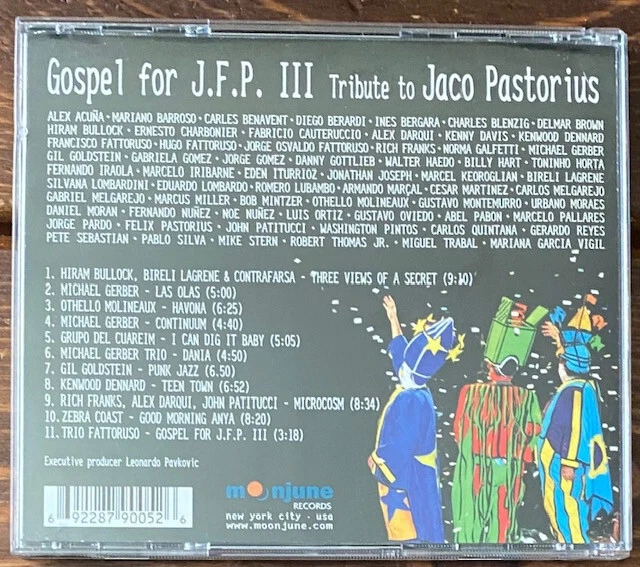 Gospel for J.F.P. III Tribute to Jaco Pastorius
ALEX ACUÑA · MARIANO BARROSO · CARLES BENAVENT · DIEGO BERARDI · INES BERGARA · CHARLES BLENZIG · DELMAR BROWN
HIRAM BULLOCK · ERNESTO CHARBONIER · FABRICIO CAUTERUCCIO · ALEX DARQUI · KENNY DAVIS · KENWOOD DENNARD
FRANCISCO FATTORUSO · HUGO FATTORUSO · JORGE OSVALDO FATTORUSO · RICH FRANKS · NORMA GALFETTI · MICHAEL GERBER
GIL GOLDSTEIN · GABRIELA GOMEZ · JORGE GOMEZ · DANNY GOTTLIEB · WALTER HAEDO · BILLY HART · TONINHO HORTA
FERNANDO IRAOLA · MARCELO IRIBARNE · EDEN ITURRIOZ · JONATHAN JOSEPH · MARCEL KEOROGLIAN · BIRELI LAGRENE
SILVANA LOMBARDINI · EDUARDO LOMBARDO · ROMERO LUBAMBO · ARMANDO MARÇAL · CESAR MARTINEZ · CARLOS MELGAREJO
GABRIEL MELGAREJO · MARCUS MILLER · BOB MINTZER · OTHELLO MOLINEAUX · GUSTAVO MONTEMURRO · URBANO MORAES
DANIEL MORAN · FERNANDO NUÑEZ · NOE NUÑEZ · LUIS ORTIZ · GUSTAVO OVIEDO · ABEL PABON · MARCELO PALLARES
JORGE PARDO · FELIX PASTORIUS · JOHN PATITUCCI · WASHINGTON PINTOS · CARLOS QUINTANA · GERARDO REYES
PETE SEBASTIAN · PABLO SILVA · MIKE STERN · ROBERT THOMAS JR. · MIGUEL TRABAL · MARIANA GARCIA VIGIL
1. HIRAM BULLOCK, BIRELI LAGRENE & CONTRAFARSA - THREE VIEWS OF A SECRET (9:10)
2. MICHAEL GERBER - LAS OLAS (5:00)
3. OTHELLO MOLINEAUX - HAVONA (6:25)
4. MICHAEL GERBER - CONTINUUM (4:40)
5. GRUPO DEL CUAREIM - I CAN DIG IT BABY (5:05)
6. MICHAEL GERBER TRIO - DANIA (4:50)
7. GIL GOLDSTEIN - PUNK JAZZ (6.50)
8. KENWOOD DENNARD - TEEN TOWN (6:52)
9. RICH FRANKS, ALEX DARQUI, JOHN PATITUCCI - MICROCOSM (8:34)
10. ZEBRA COAST - GOOD MORNING ANYA (8:20)
11. TRIO FATTORUSO - GOSPEL FOR J.F.P. III (3:18)
Executive producer Leonardo Pavkovic
6 92287 90052 6
moonjune
RECORDS
new york city - usa
www.moonjune.com